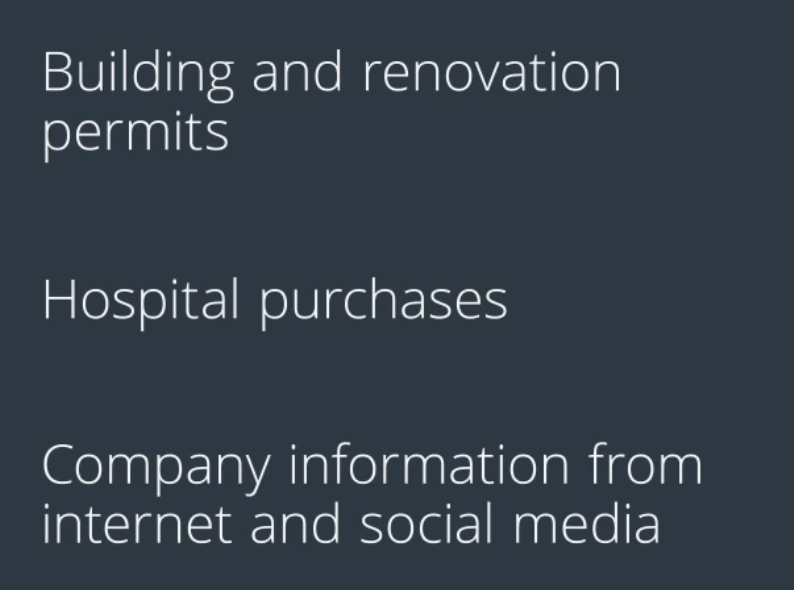 Building and renovation
permits
Hospital purchases
Company information from
internet and social media